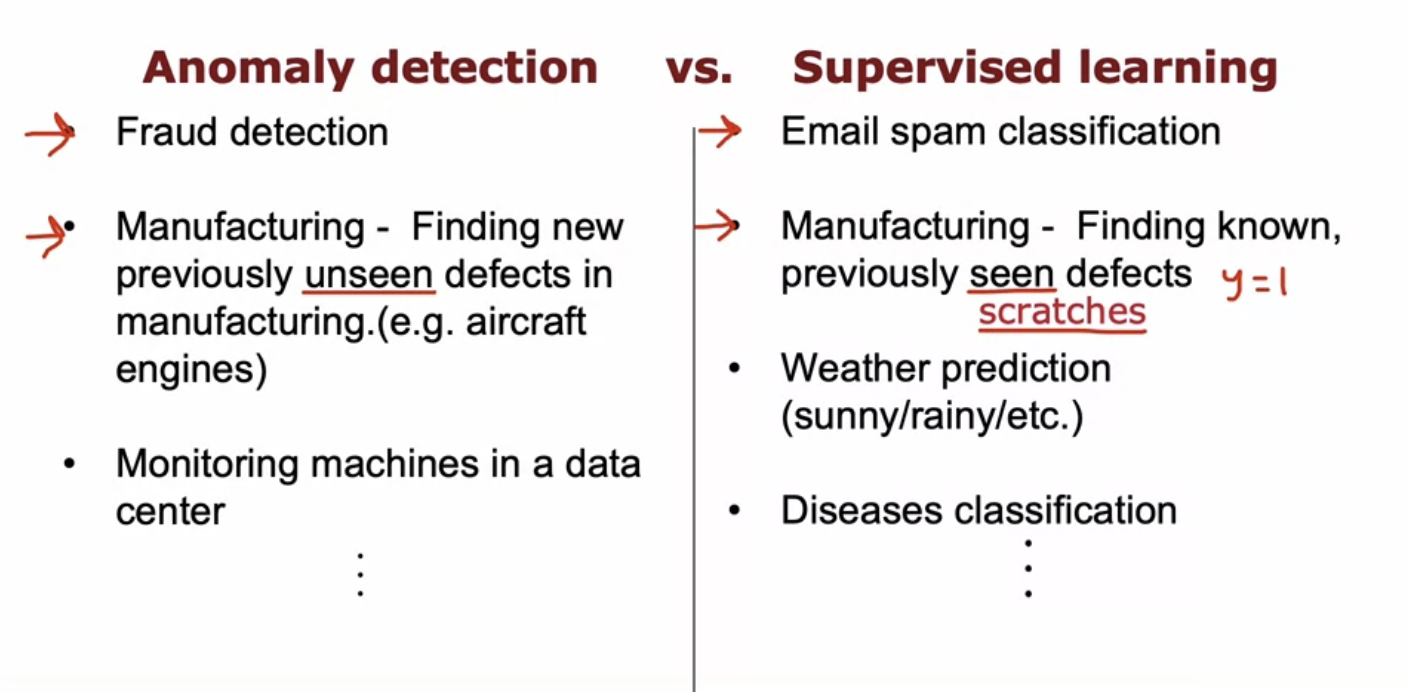 Anomaly detection vs. Supervised learning
• Fraud detection
• Manufacturing - Finding new
previously unseen defects in
manufacturing.(e.g. aircraft
engines)
• Monitoring machines in a data
center
⋮
• Email spam classification
• Manufacturing - Finding known,
previously seen defects y=1
scratches
• Weather prediction
(sunny/rainy/etc.)
• Diseases classification
⋮